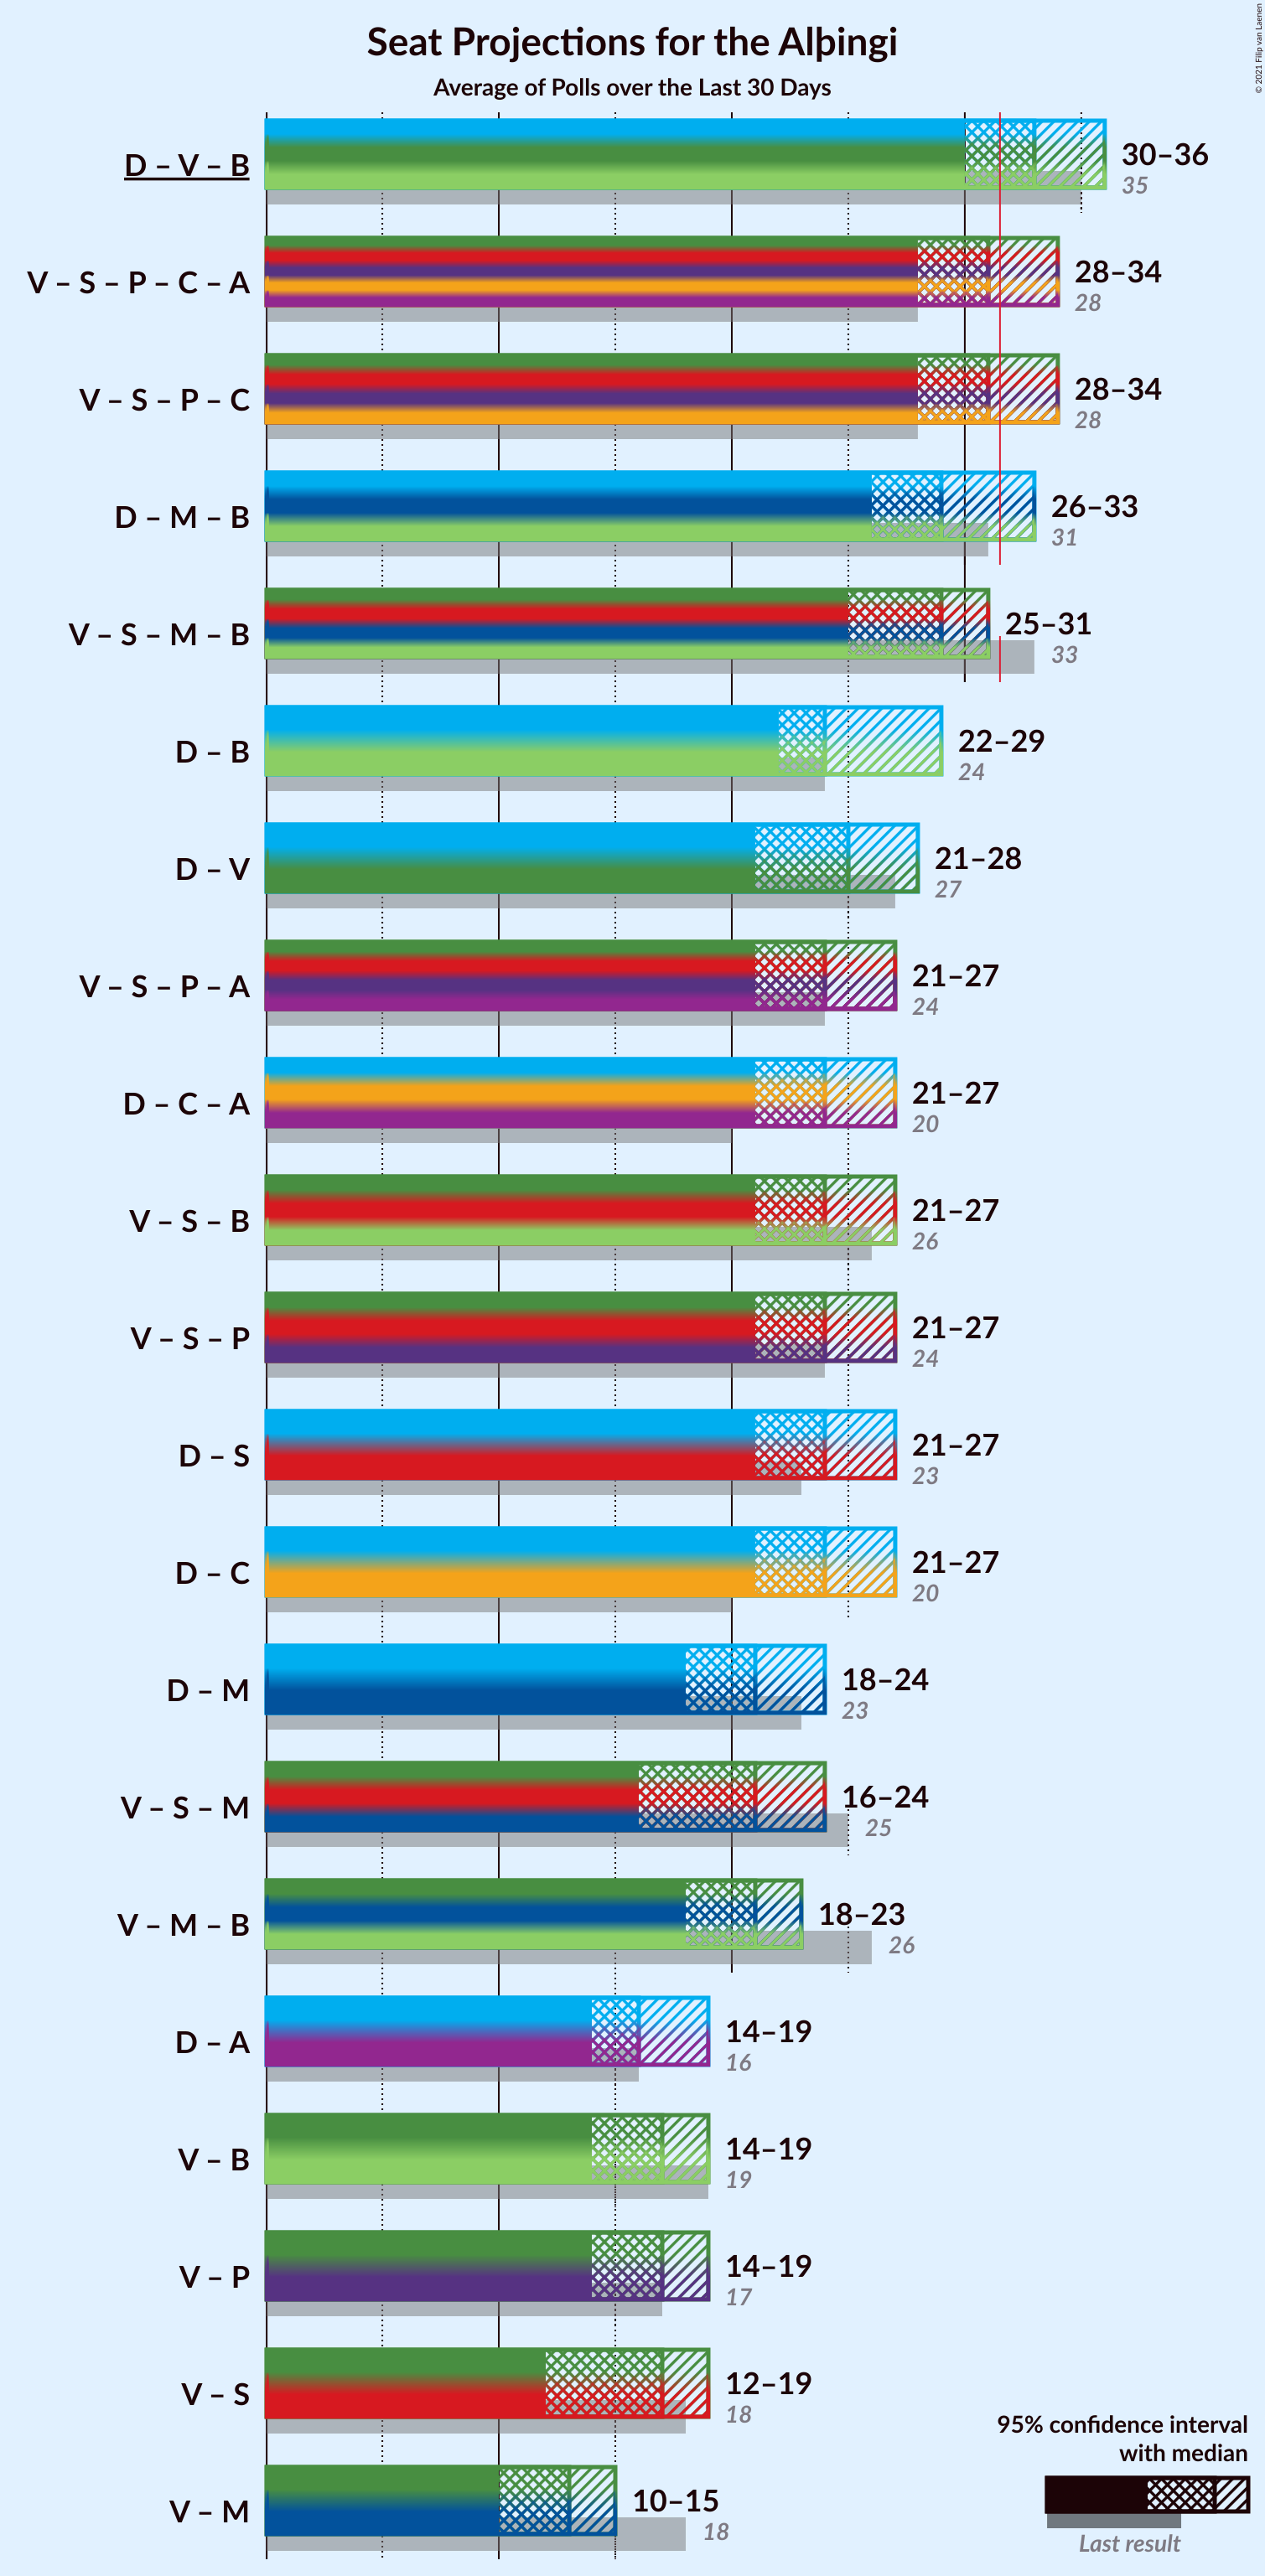 © 2021 Filip van Laenen
Seat Projections for the Alþingi
Average of Polls over the Last 30 Days
D – V – B
30–36
35
V – S – P – C – A
28–34
28
V – S – P – C
28–34
28
D – M – B
26–33
31
V – S – M – B
25–31
33
D – B
22–29
24
D – V
21–28
27
V – S – P – A
21–27
24
D – C – A
21–27
20
V – S – B
21–27
26
V – S – P
21–27
24
D – S
21–27
23
D – C
21–27
20
D – M
18–24
23
V – S – M
16–24
25
V – M – B
18–23
26
D – A
14–19
16
V – B
14–19
19
V – P
14–19
17
V – S
12–19
18
V – M
10–15
18
95% confidence interval
with median
Last result